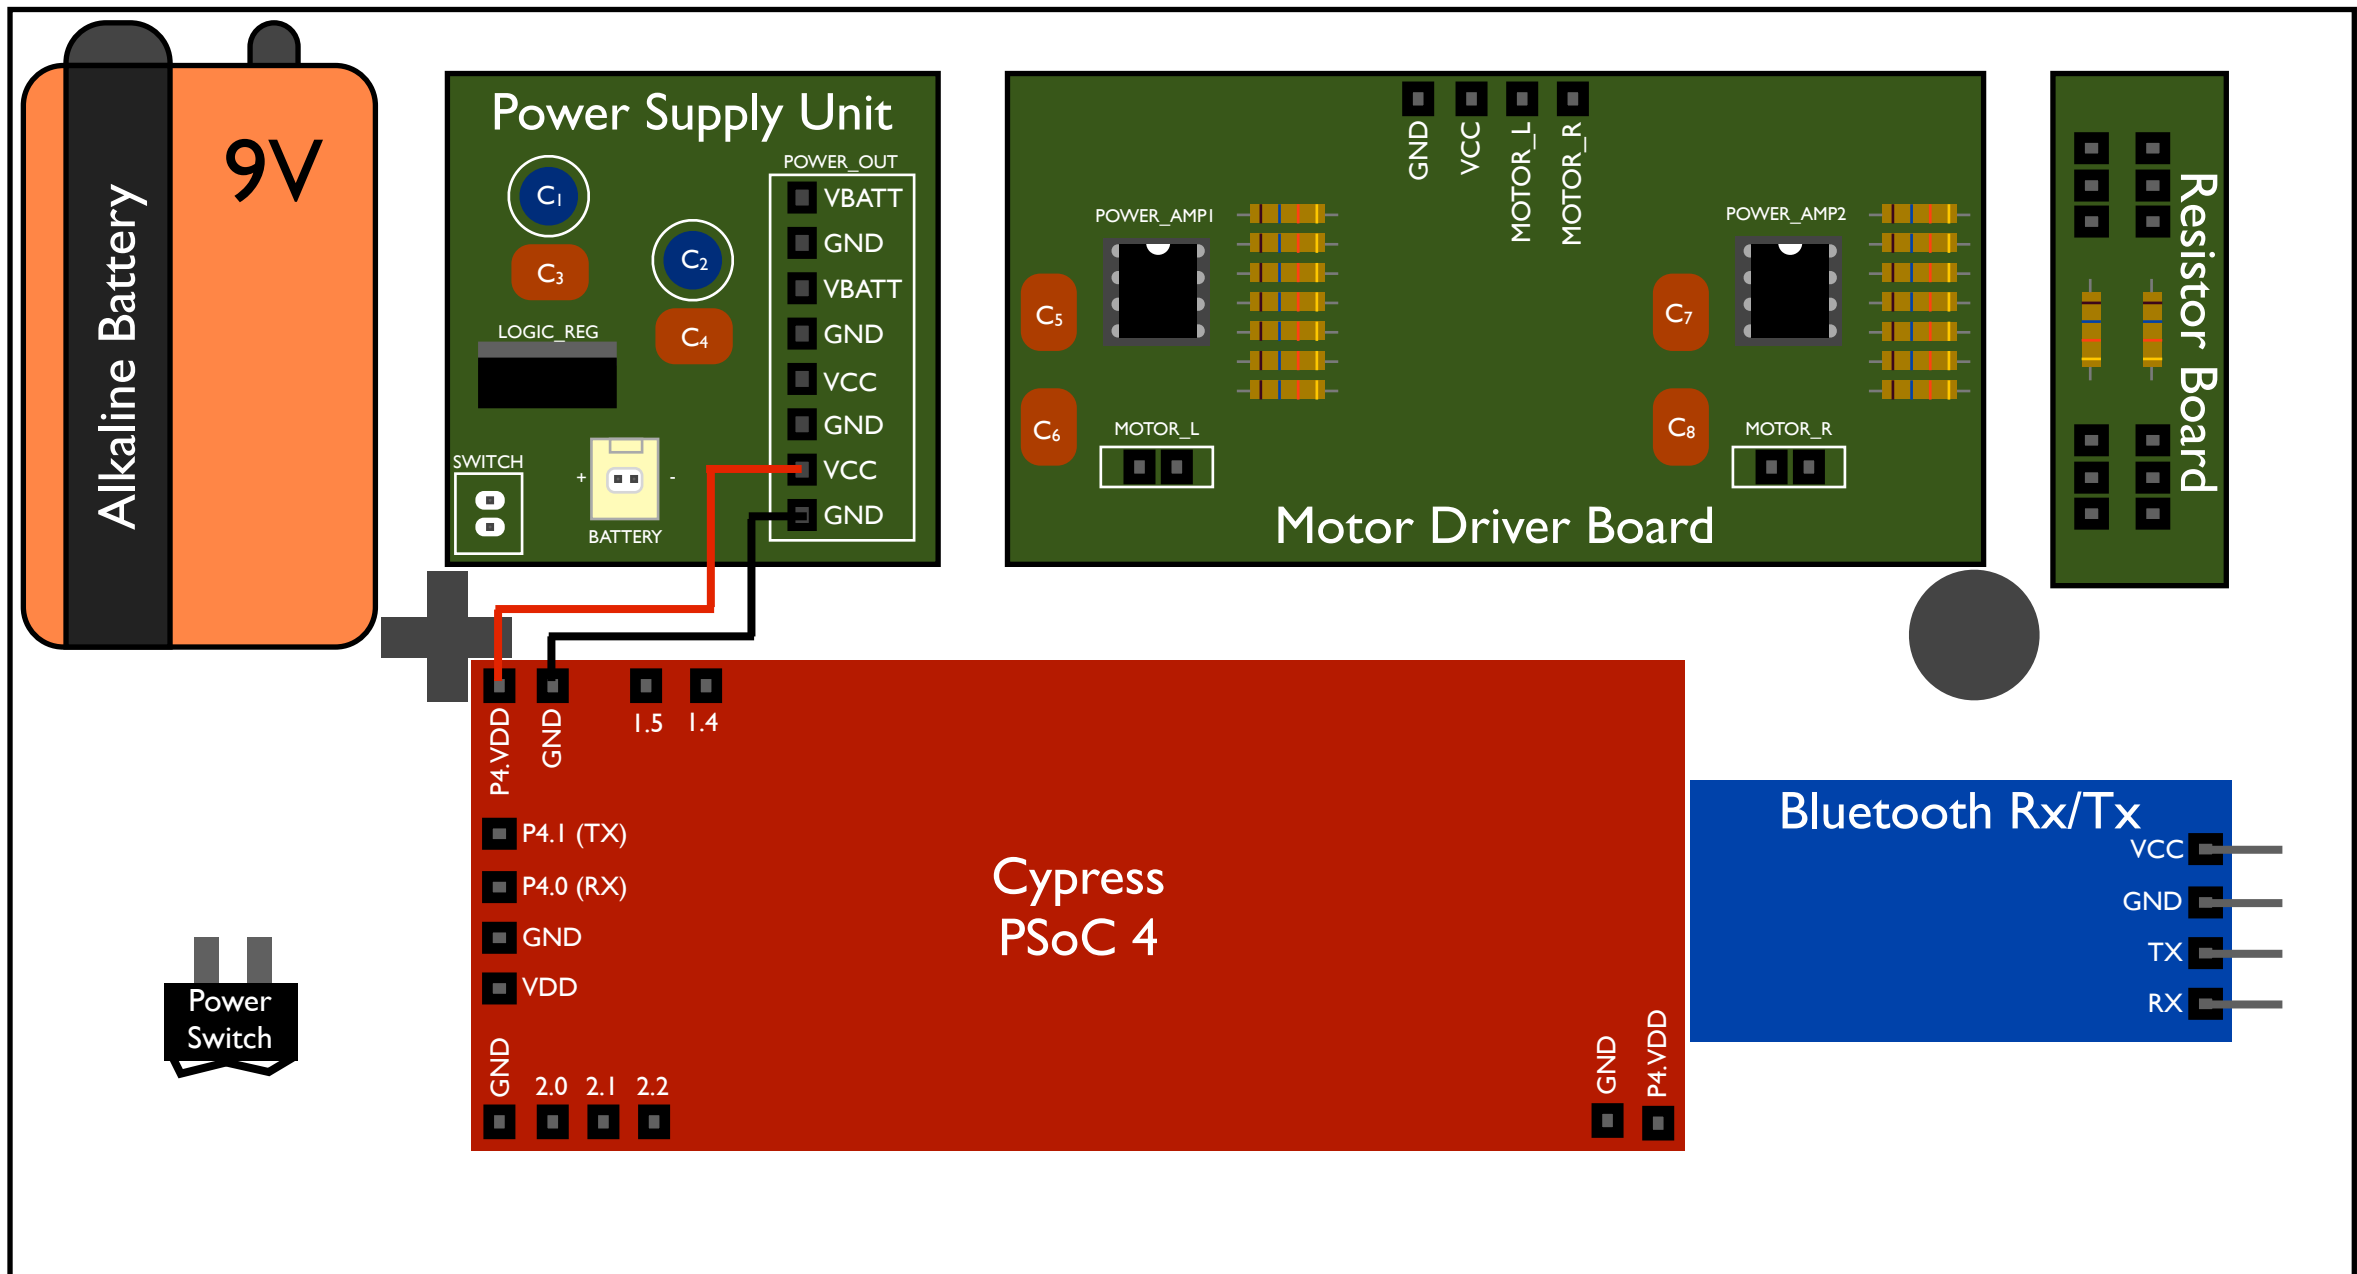 Alkaline Battery
9V
Power Supply Unit
POWER_OUT
VBATT
GND
VBATT
GND
VCC
GND
VCC
GND
C1
C3
C2
C4
LOGIC_REG
SWITCH
+
-
BATTERY
GND
VCC
MOTOR_L
MOTOR_R
POWER_AMP1
POWER_AMP2
C5
C6
C7
C8
MOTOR_L
MOTOR_R
Motor Driver Board
Resistor Board
P4.VDD
GND
1.5
1.4
P4.1 (TX)
P4.0 (RX)
GND
VDD
GND
2.0
2.1
2.2
Cypress
PSoC 4
GND
P4.VDD
Bluetooth Rx/Tx
VCC
GND
TX
RX
Power
Switch